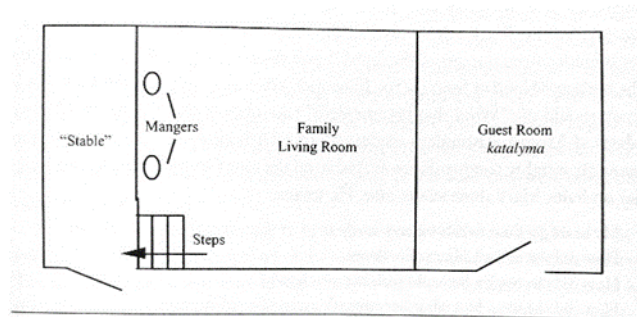 “Stable”
Mangers
Family
Living Room
Guest Room
katalyma
Steps